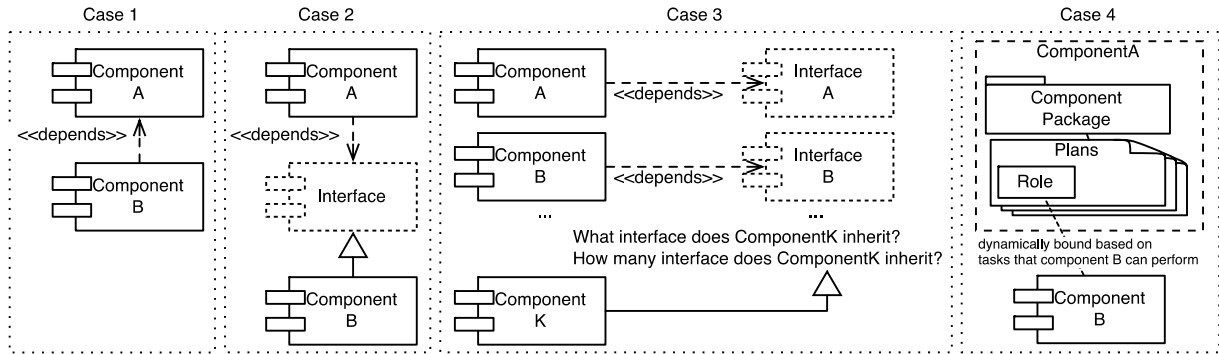 Case 1
Component
A
<<depends>>
Component
B
Case 2
Component
A
<<depends>>
Interface
Component
B
Case 3
Component
A
<<depends>>
Interface
A
Component
B
<<depends>>
Interface
B
...
...
What interface does ComponentK inherit?
How many interface does ComponentK inherit?
Component
K
Case 4
ComponentA
Component
Package
Plans
Role
dynamically bound based on
tasks that component B can perform
Component
B